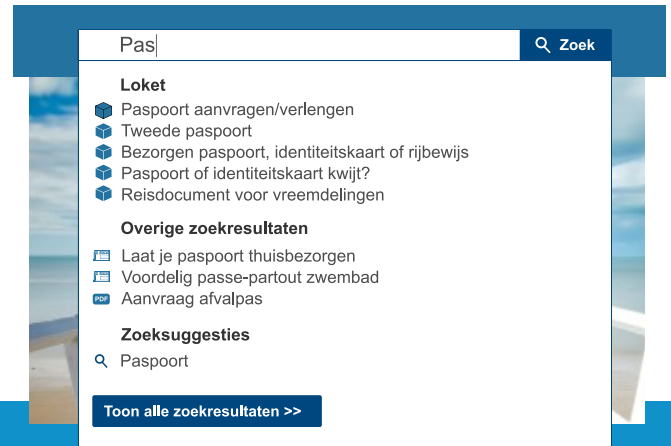 Pas
Zoek
Loket
Paspoort aanvragen/verlengen
Tweede paspoort
Bezorgen paspoort, identiteitskaart of rijbewijs
Paspoort of identiteitskaart kwijt?
Reisdocument voor vreemdelingen
Overige zoekresultaten
Laat je paspoort thuisbezorgen
Voordelig passe-partout zwembad
PDF Aanvraag afvalpas
Zoeksuggesties
Paspoort
Toon alle zoekresultaten >>